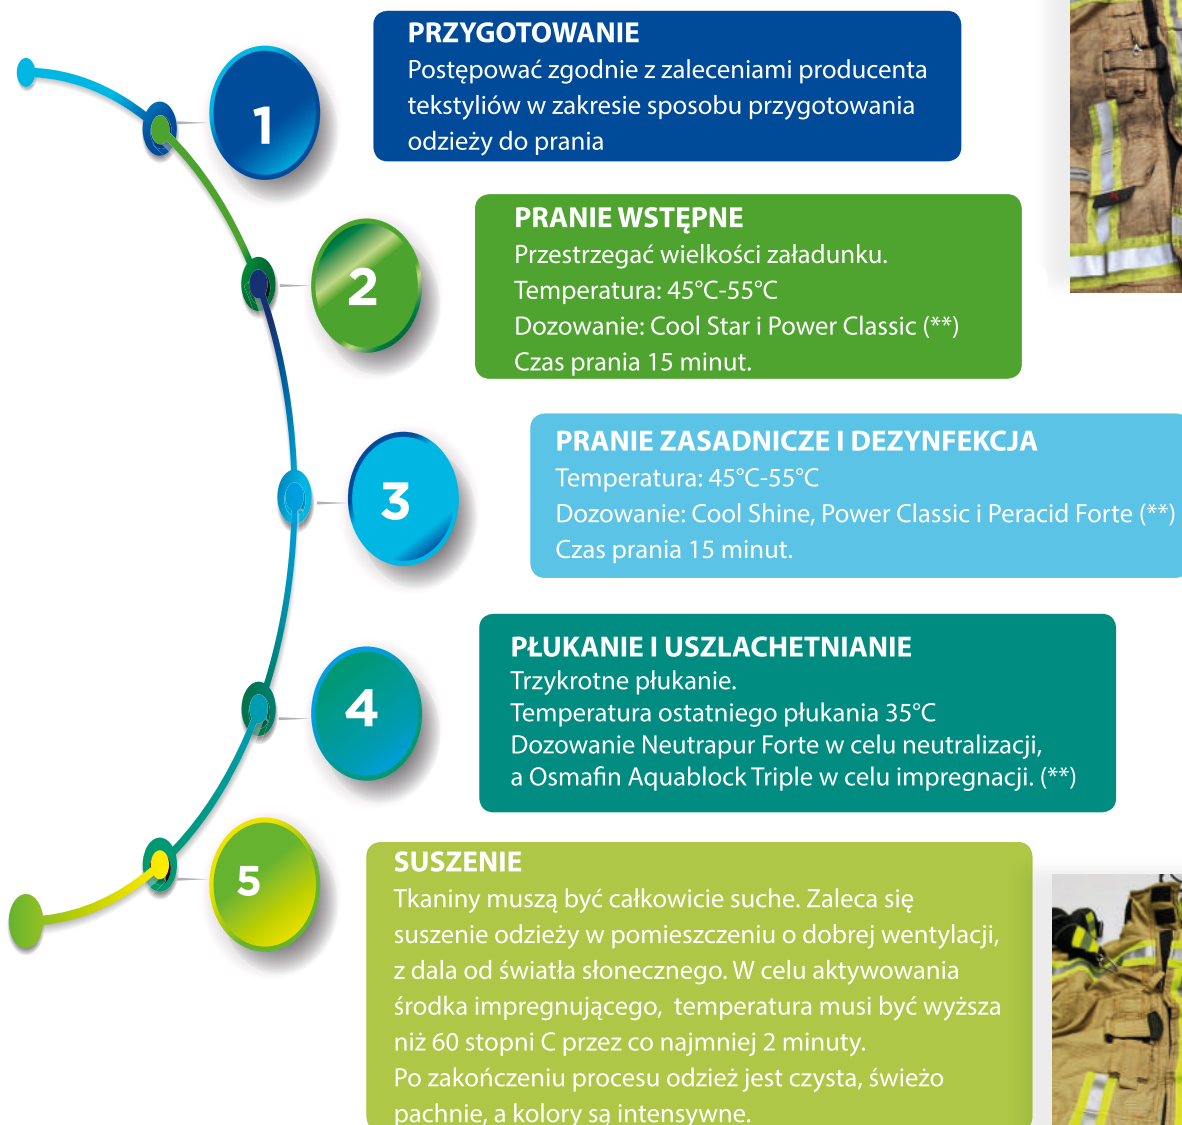 1
PRZYGOTOWANIE
Postępować zgodnie z zaleceniami producenta
tekstyliów w zakresie sposobu przygotowania
odzieży do prania
2
PRANIE WSTĘPNE
Przestrzegać wielkości załadunku.
Temperatura: 45°C-55°C
Dozowanie: Cool Star i Power Classic (**)
Czas prania 15 minut.
3
PRANIE ZASADNICZE I DEZYNFEKCJA
Temperatura: 45°C-55°C
Dozowanie: Cool Shine, Power Classic i Peracid Forte (**)
Czas prania 15 minut.
4
PŁUKANIE I USZLACHETNIANIE
Trzykrotne płukanie.
Temperatura ostatniego płukania 35°C
Dozowanie Neutrapur Forte w celu neutralizacji,
a Osmafin Aquablock Triple w celu impregnacji. (**)
5
SUSZENIE
Tkaniny muszą być całkowicie suche. Zaleca się
suszenie odzieży w pomieszczeniu o dobrej wentylacji,
z dala od światła słonecznego. W celu aktywowania
środka impregnującego,  temperatura musi być wyższa
niż 60 stopni C przez co najmniej 2 minuty.
Po zakończeniu procesu odzież jest czysta, świeżo
pachnie, a kolory są intensywne.